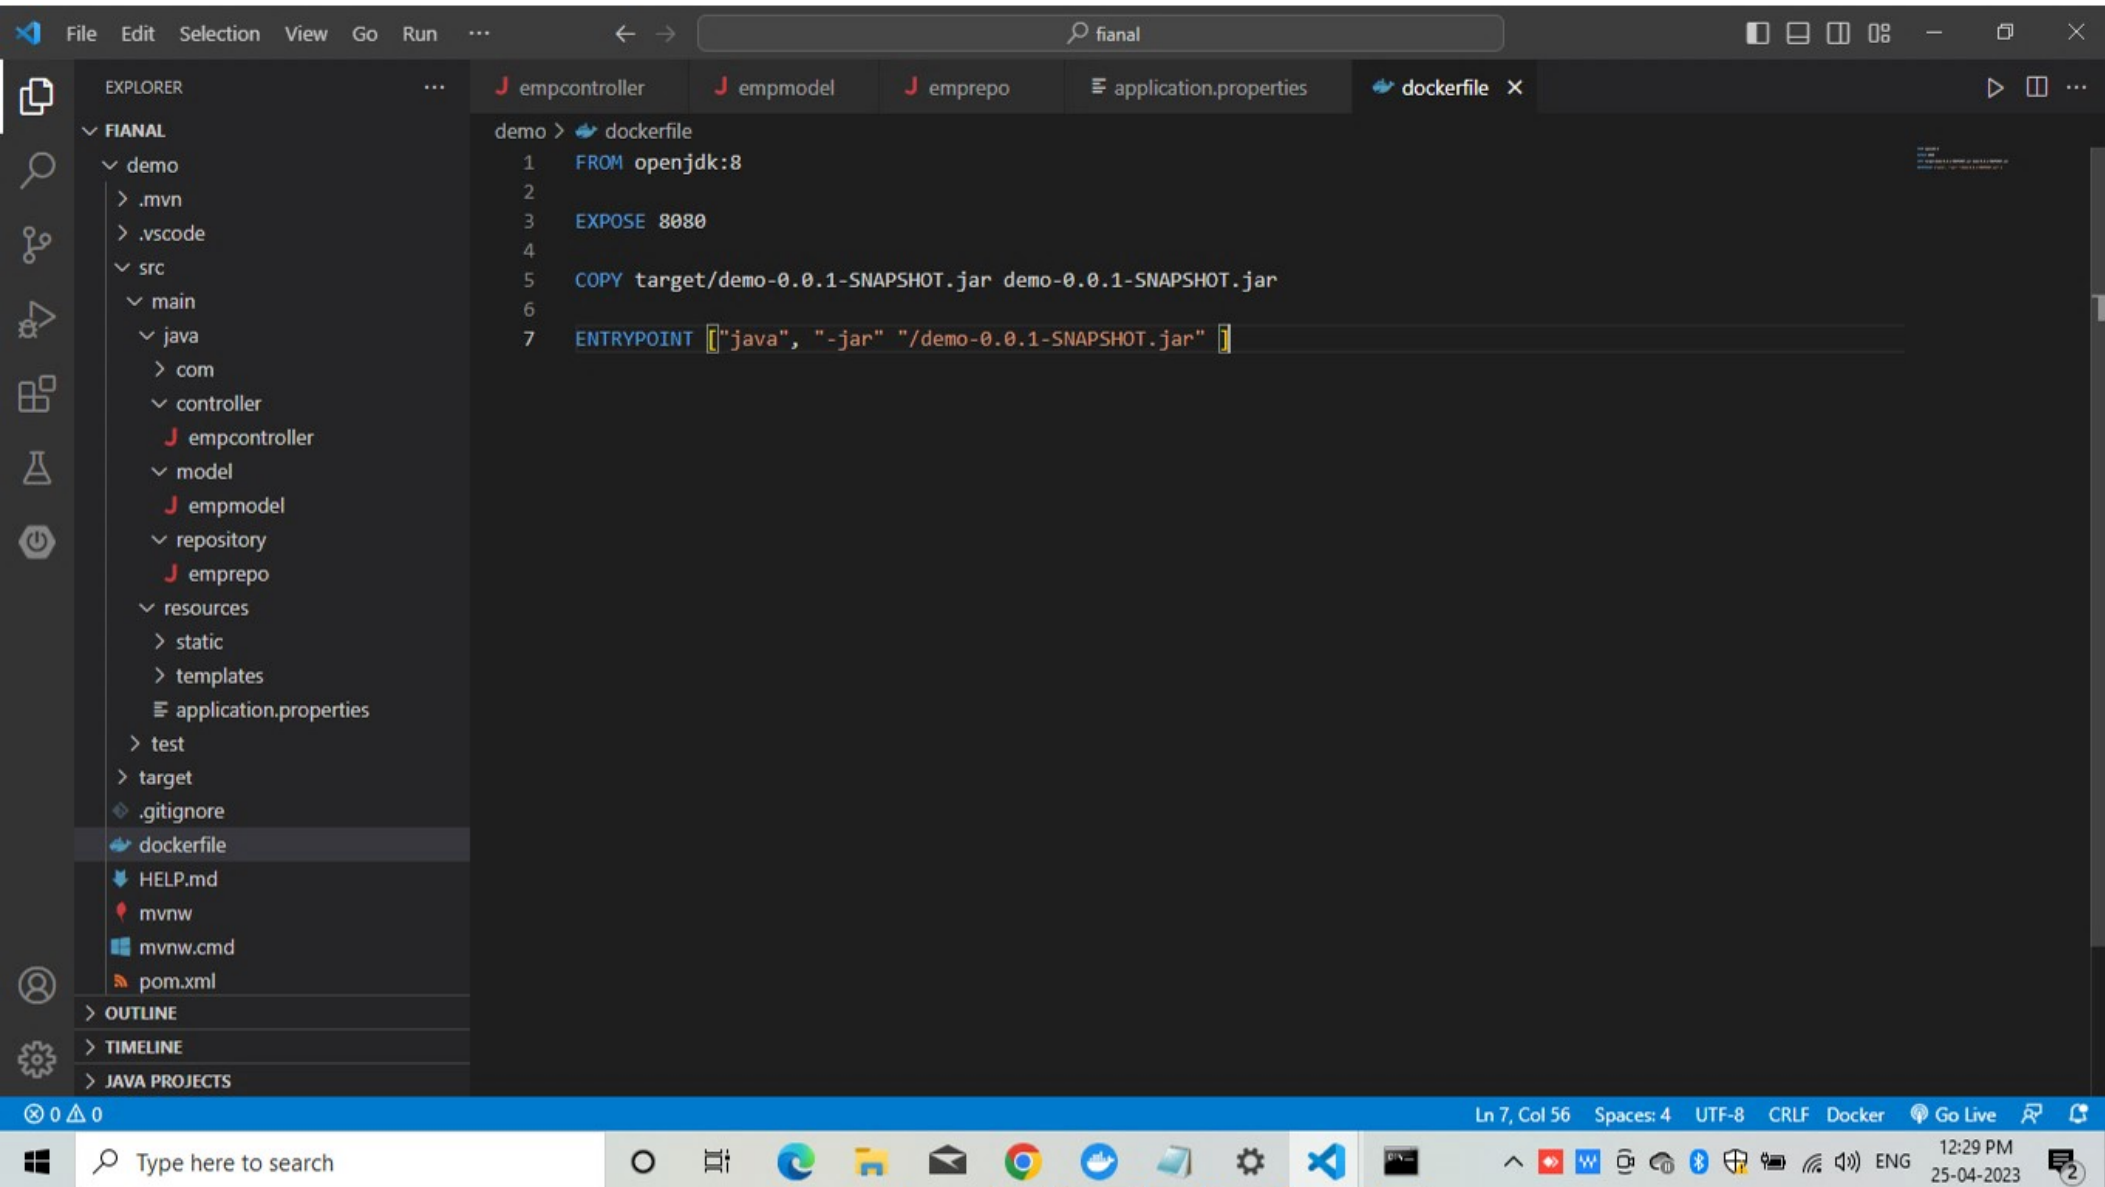 File Edit Selection View Go Run ··· fianal
EXPLORER ···
empcontroller empmodel emprepo application.properties dockerfile
FIANAL
demo
.mvn
.vscode
src
main
java
com
controller
empcontroller
model
empmodel
repository
emprepo
resources
static
templates
application.properties
test
target
.gitignore
dockerfile
HELP.md
mvnw
mvnw.cmd
pom.xml
OUTLINE
TIMELINE
JAVA PROJECTS
demo > dockerfile
1 FROM openjdk:8
2
3 EXPOSE 8080
4
5 COPY target/demo-0.0.1-SNAPSHOT.jar demo-0.0.1-SNAPSHOT.jar
6
7 ENTRYPOINT ["java", "-jar" "/demo-0.0.1-SNAPSHOT.jar" ]
0 0 Ln 7, Col 56 Spaces: 4 UTF-8 CRLF Docker Go Live
Type here to search
ENG
12:29 PM
25-04-2023
2